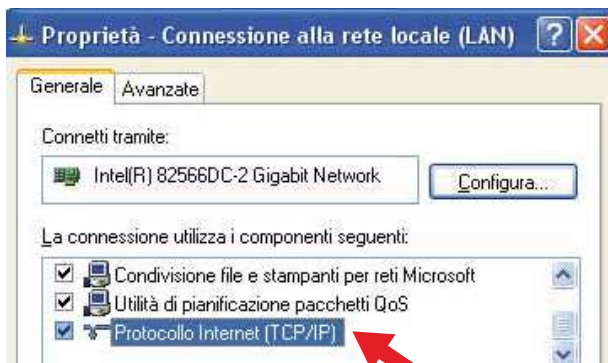 Proprietà - Connessione alla rete locale (LAN)
Generale
Avanzate
Connetti tramite:
Intel(R) 82566DC-2 Gigabit Network
Configura...
La connessione utilizza i componenti seguenti:
Condivisione file e stampanti per reti Microsoft
Utilità di pianificazione pacchetti QoS
Protocollo Internet (TCP/IP)